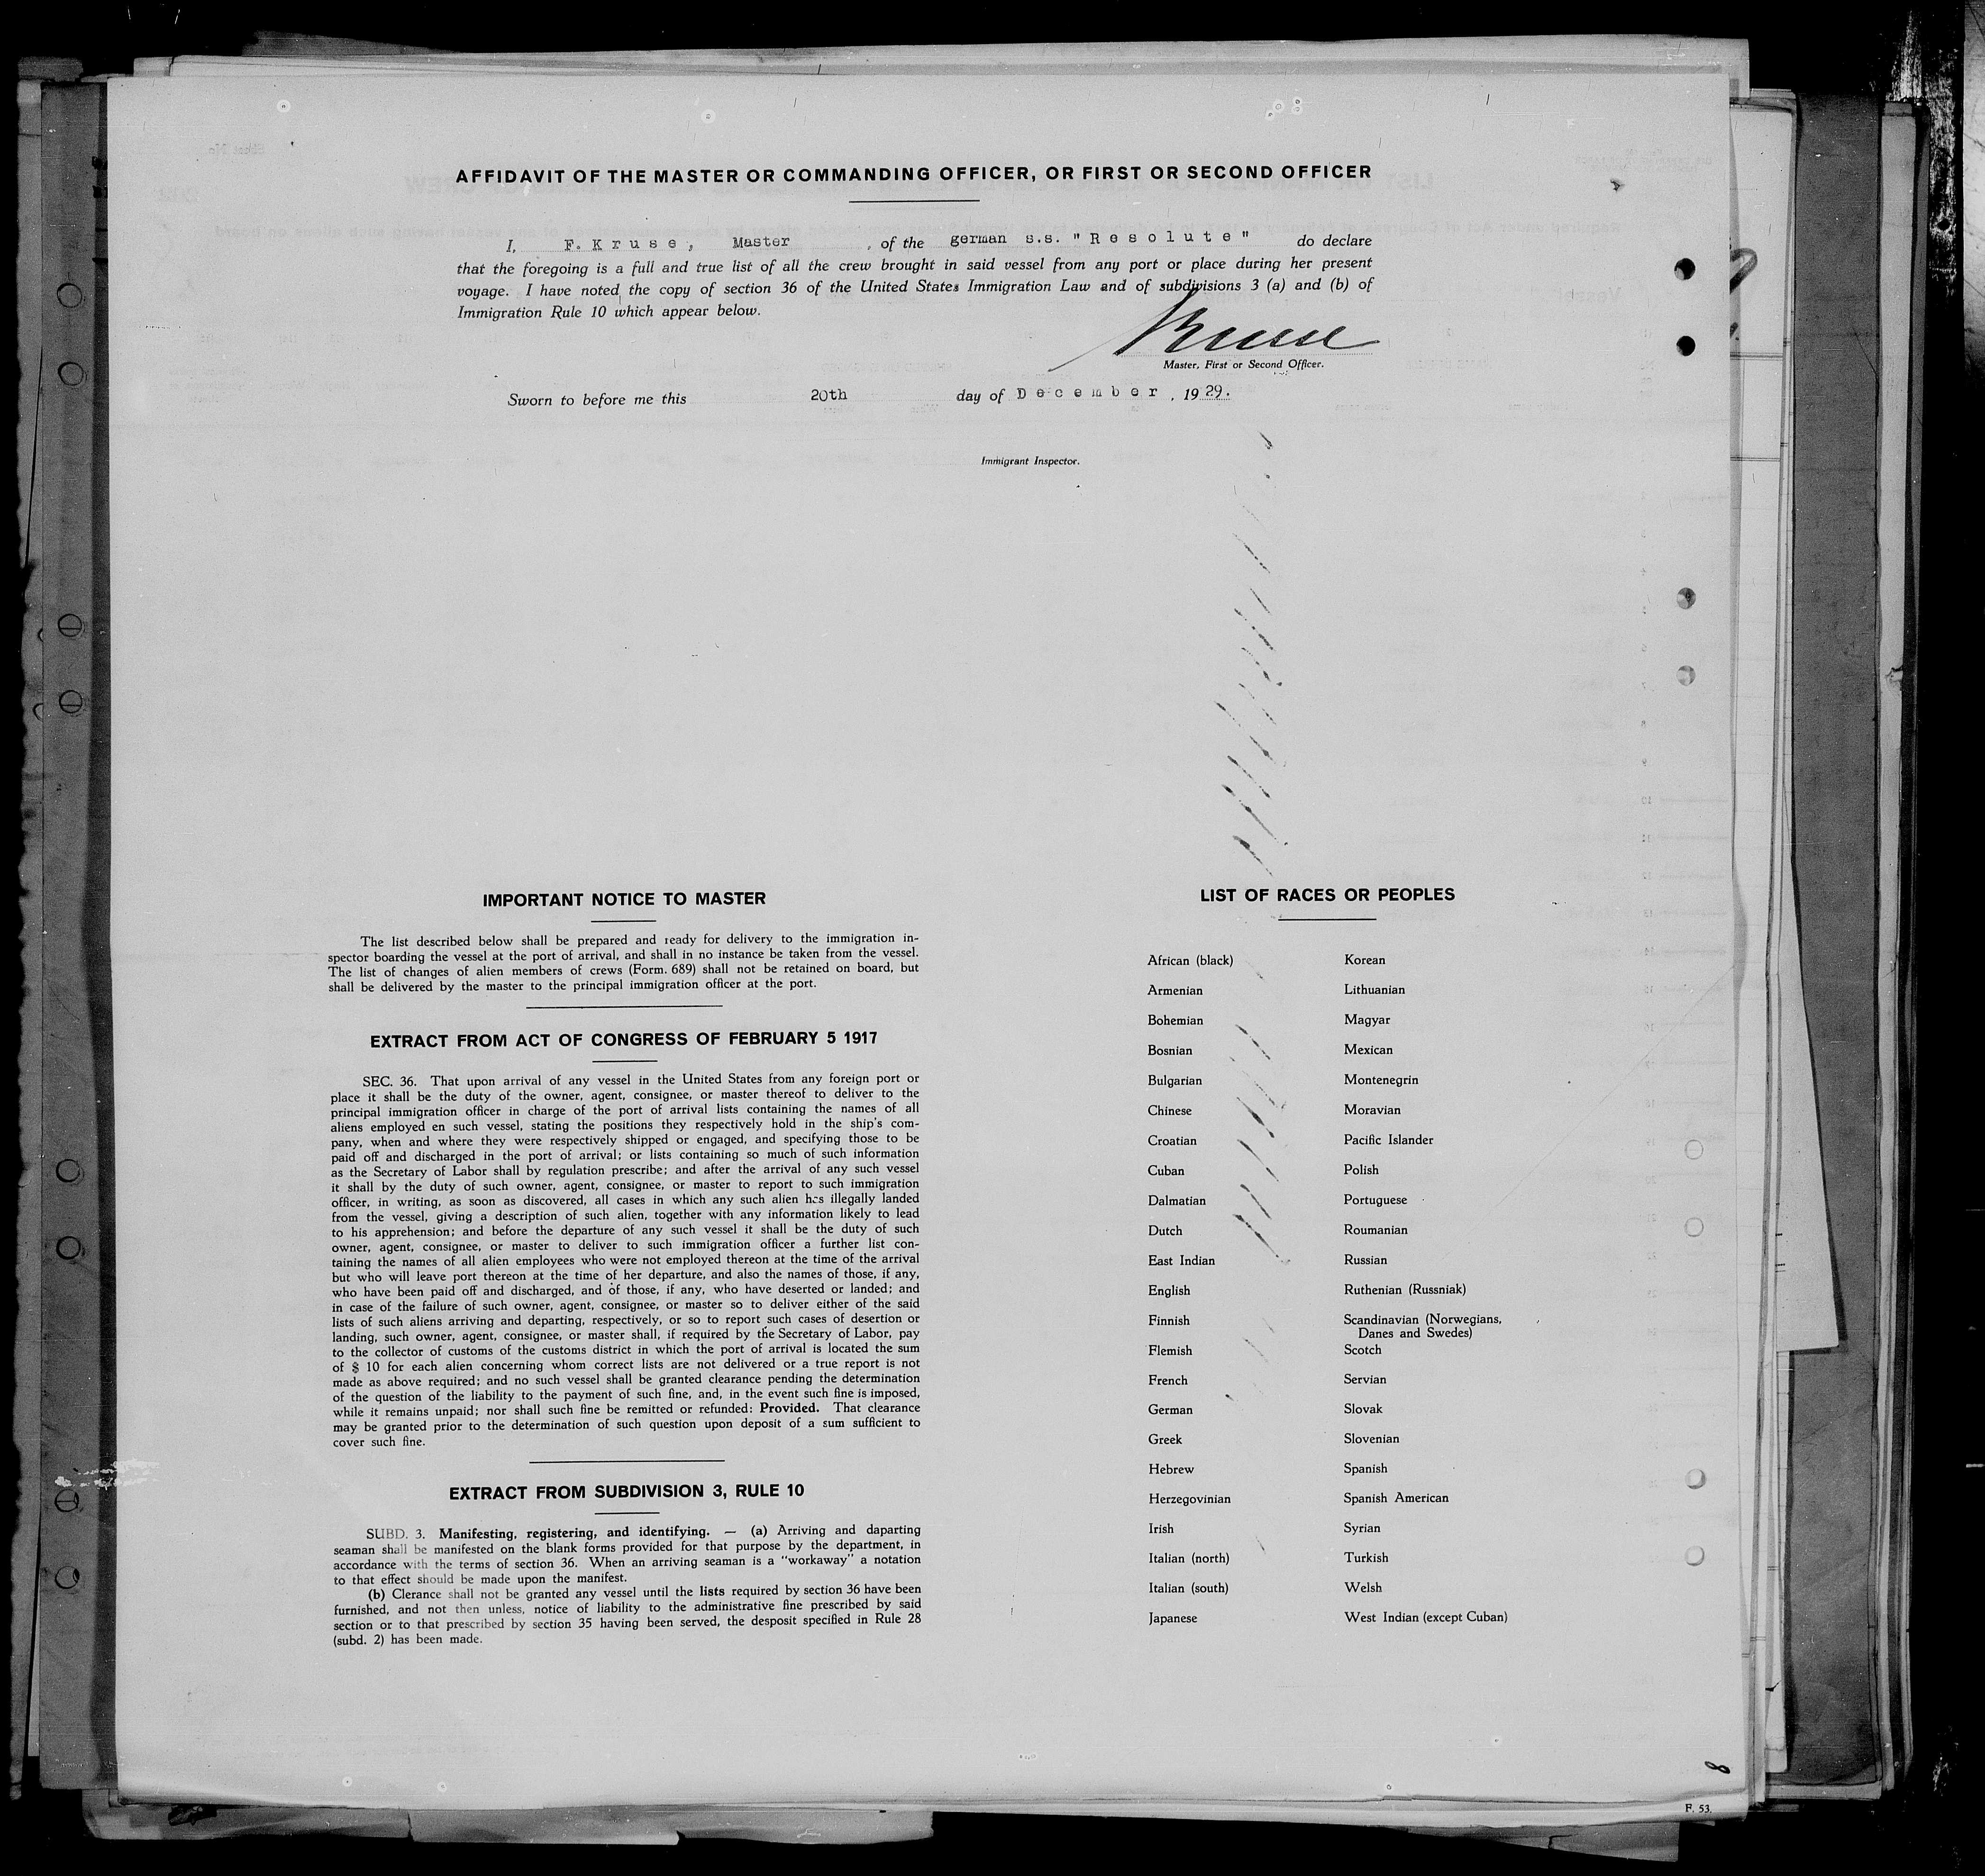 AFFIDAVIT OF THE MASTER OR COMMANDING OFFICER, OR FIRST OR SECOND OFFICER
I, F. Kruse, Master, of the german s.s. "Resolute" do declare
that the foregoing is a full and true list of all the crew brought in said vessel from any port or place during her present
voyage. I have noted the copy of section 36 of the United States Immigration Law and of subdivisions 3 (a) and (b) of
Immigration Rule 10 which appear below.
Kruse
Master, First or Second Officer.
Sworn to before me this 20th day of December, 1929.
Immigrant Inspector.
IMPORTANT NOTICE TO MASTER
The list described below shall be prepared and ready for delivery to the immigration in-
spector boarding the vessel at the port of arrival, and shall in no instance be taken from the vessel.
The list of changes of alien members of crews (Form. 689) shall not be retained on board, but
shall be delivered by the master to the principal immigration officer at the port.
EXTRACT FROM ACT OF CONGRESS OF FEBRUARY 5 1917
SEC. 36. That upon arrival of any vessel in the United States from any foreign port or
place it shall be the duty of the owner, agent, consignee, or master thereof to deliver to the
principal immigration officer in charge of the port of arrival lists containing the names of all
aliens employed en such vessel, stating the positions they respectively hold in the ship's com-
pany, when and where they were respectively shipped or engaged, and specifying those to be
paid off and discharged in the port of arrival; or lists containing so much of such information
as the Secretary of Labor shall by regulation prescribe; and after the arrival of any such vessel
it shall by the duty of such owner, agent, consignee, or master to report to such immigration
officer, in writing, as soon as discovered, all cases in which any such alien has illegally landed
from the vessel, giving a description of such alien, together with any information likely to lead
to his apprehension; and before the departure of any such vessel it shall be the duty of such
owner, agent, consignee, or master to deliver to such immigration officer a further list con-
taining the names of all alien employees who were not employed thereon at the time of the arrival
but who will leave port thereon at the time of her departure, and also the names of those, if any,
who have been paid off and discharged, and of those, if any, who have deserted or landed; and
in case of the failure of such owner, agent, consignee, or master so to deliver either of the said
lists of such aliens arriving and departing, respectively, or so to report such cases of desertion or
landing, such owner, agent, consignee, or master shall, if required by the Secretary of Labor, pay
to the collector of customs of the customs district in which the port of arrival is located the sum
of $ 10 for each alien concerning whom correct lists are not delivered or a true report is not
made as above required; and no such vessel shall be granted clearance pending the determination
of the question of the liability to the payment of such fine, and, in the event such fine is imposed,
while it remains unpaid; nor shall such fine be remitted or refunded: Provided. That clearance
may be granted prior to the determination of such question upon deposit of a sum sufficient to
cover such fine.
EXTRACT FROM SUBDIVISION 3, RULE 10
SUBD. 3. Manifesting, registering, and identifying. — (a) Arriving and daparting
seaman shall be manifested on the blank forms provided for that purpose by the department, in
accordance with the terms of section 36. When an arriving seaman is a "workaway" a notation
to that effect should be made upon the manifest.
(b) Clerance shall not be granted any vessel until the lists required by section 36 have been
furnished, and not then unless, notice of liability to the administrative fine prescribed by said
section or to that prescribed by section 35 having been served, the desposit specified in Rule 28
(subd. 2) has been made.
LIST OF RACES OR PEOPLES
African (black)
Armenian
Bohemian
Bosnian
Bulgarian
Chinese
Croatian
Cuban
Dalmatian
Dutch
East Indian
English
Finnish
Flemish
French
German
Greek
Hebrew
Herzegovinian
Irish
Italian (north)
Italian (south)
Japanese
Korean
Lithuanian
Magyar
Mexican
Montenegrin
Moravian
Pacific Islander
Polish
Portuguese
Roumanian
Russian
Ruthenian (Russniak)
Scandinavian (Norwegians,
Danes and Swedes)
Scotch
Servian
Slovak
Slovenian
Spanish
Spanish American
Syrian
Turkish
Welsh
West Indian (except Cuban)
8
F. 53.